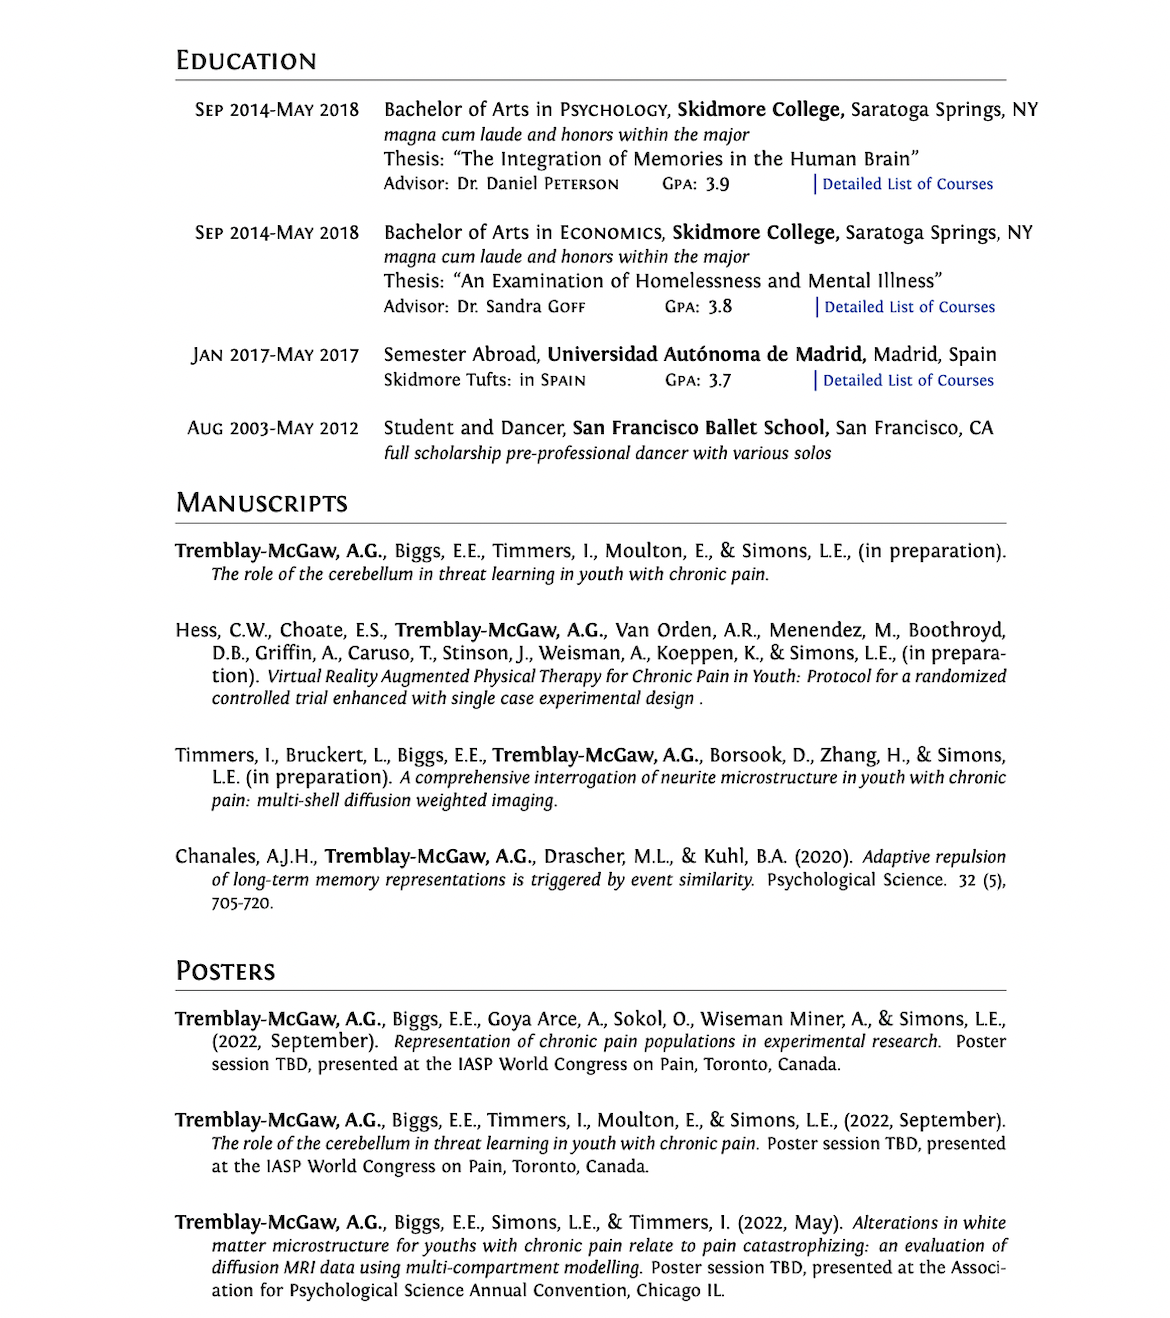 EDUCATION
SEP 2014-MAY 2018 Bachelor of Arts in PSYCHOLOGY, Skidmore College, Saratoga Springs, NY
magna cum laude and honors within the major
Thesis: “The Integration of Memories in the Human Brain”
Advisor: Dr. Daniel PETERSON GPA: 3.9 | Detailed List of Courses
SEP 2014-MAY 2018 Bachelor of Arts in ECONOMICS, Skidmore College, Saratoga Springs, NY
magna cum laude and honors within the major
Thesis: “An Examination of Homelessness and Mental Illness”
Advisor: Dr. Sandra GOFF GPA: 3.8 | Detailed List of Courses
JAN 2017-MAY 2017 Semester Abroad, Universidad Autónoma de Madrid, Madrid, Spain
Skidmore Tufts: in SPAIN GPA: 3.7 | Detailed List of Courses
AUG 2003-MAY 2012 Student and Dancer, San Francisco Ballet School, San Francisco, CA
full scholarship pre-professional dancer with various solos
MANUSCRIPTS
Tremblay-McGaw, A.G., Biggs, E.E., Timmers, I., Moulton, E., & Simons, L.E., (in preparation).
The role of the cerebellum in threat learning in youth with chronic pain.
Hess, C.W., Choate, E.S., Tremblay-McGaw, A.G., Van Orden, A.R., Menendez, M., Boothroyd,
D.B., Griffin, A., Caruso, T., Stinson, J., Weisman, A., Koeppen, K., & Simons, L.E., (in prepara-
tion). Virtual Reality Augmented Physical Therapy for Chronic Pain in Youth: Protocol for a randomized
controlled trial enhanced with single case experimental design .
Timmers, I., Bruckert, L., Biggs, E.E., Tremblay-McGaw, A.G., Borsook, D., Zhang, H., & Simons,
L.E. (in preparation). A comprehensive interrogation of neurite microstructure in youth with chronic
pain: multi-shell diffusion weighted imaging.
Chanales, A.J.H., Tremblay-McGaw, A.G., Drascher, M.L., & Kuhl, B.A. (2020). Adaptive repulsion
of long-term memory representations is triggered by event similarity. Psychological Science. 32 (5),
705-720.
POSTERS
Tremblay-McGaw, A.G., Biggs, E.E., Goya Arce, A., Sokol, O., Wiseman Miner, A., & Simons, L.E.,
(2022, September). Representation of chronic pain populations in experimental research. Poster
session TBD, presented at the IASP World Congress on Pain, Toronto, Canada.
Tremblay-McGaw, A.G., Biggs, E.E., Timmers, I., Moulton, E., & Simons, L.E., (2022, September).
The role of the cerebellum in threat learning in youth with chronic pain. Poster session TBD, presented
at the IASP World Congress on Pain, Toronto, Canada.
Tremblay-McGaw, A.G., Biggs, E.E., Simons, L.E., & Timmers, I. (2022, May). Alterations in white
matter microstructure for youths with chronic pain relate to pain catastrophizing: an evaluation of
diffusion MRI data using multi-compartment modelling. Poster session TBD, presented at the Associ-
ation for Psychological Science Annual Convention, Chicago IL.